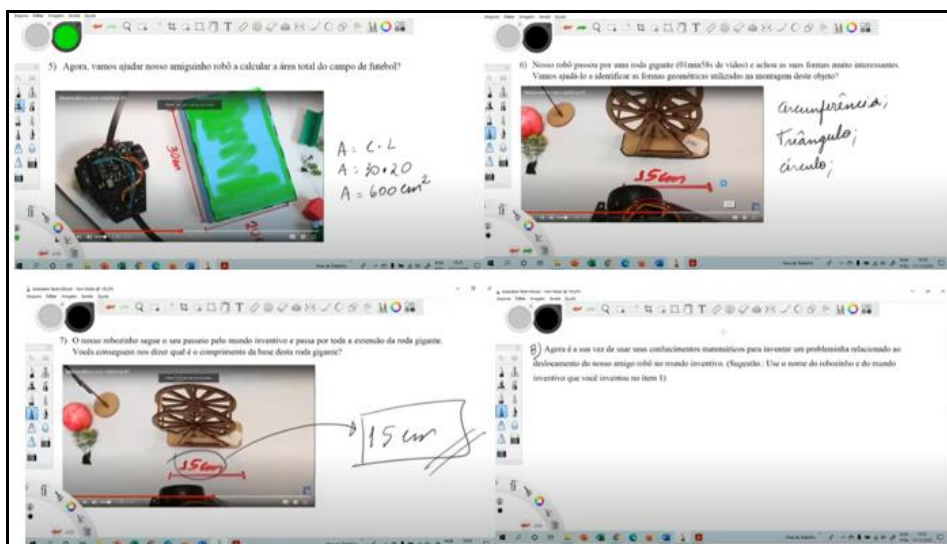 5) Agora, vamos ajudar nosso amiguinho robô a calcular a área total do campo de futebol?
30cm
A = C.L
A = 30.20
A = 600 cm²
6) Nosso robô passou por uma roda gigante (01min58s de vídeo) e achou as suas formas muito interessantes.
Vamos ajudá-lo a identificar as formas geométricas utilizadas na montagem deste objeto?
15cm
circunferência;
Triângulo;
círculo;
7) O nosso robozinho segue o seu passeio pelo mundo inventivo e passa por toda a extensão da roda gigante.
Vocês conseguem nos dizer qual é o comprimento da base desta roda gigante?
15cm
15 cm
8) Agora é a sua vez de usar seus conhecimentos matemáticos para inventar um probleminha relacionado ao
deslocamento do nosso amigo robô no mundo inventivo. (Sugestão: Use o nome do robozinho e do mundo
inventivo que você inventou no item 1)